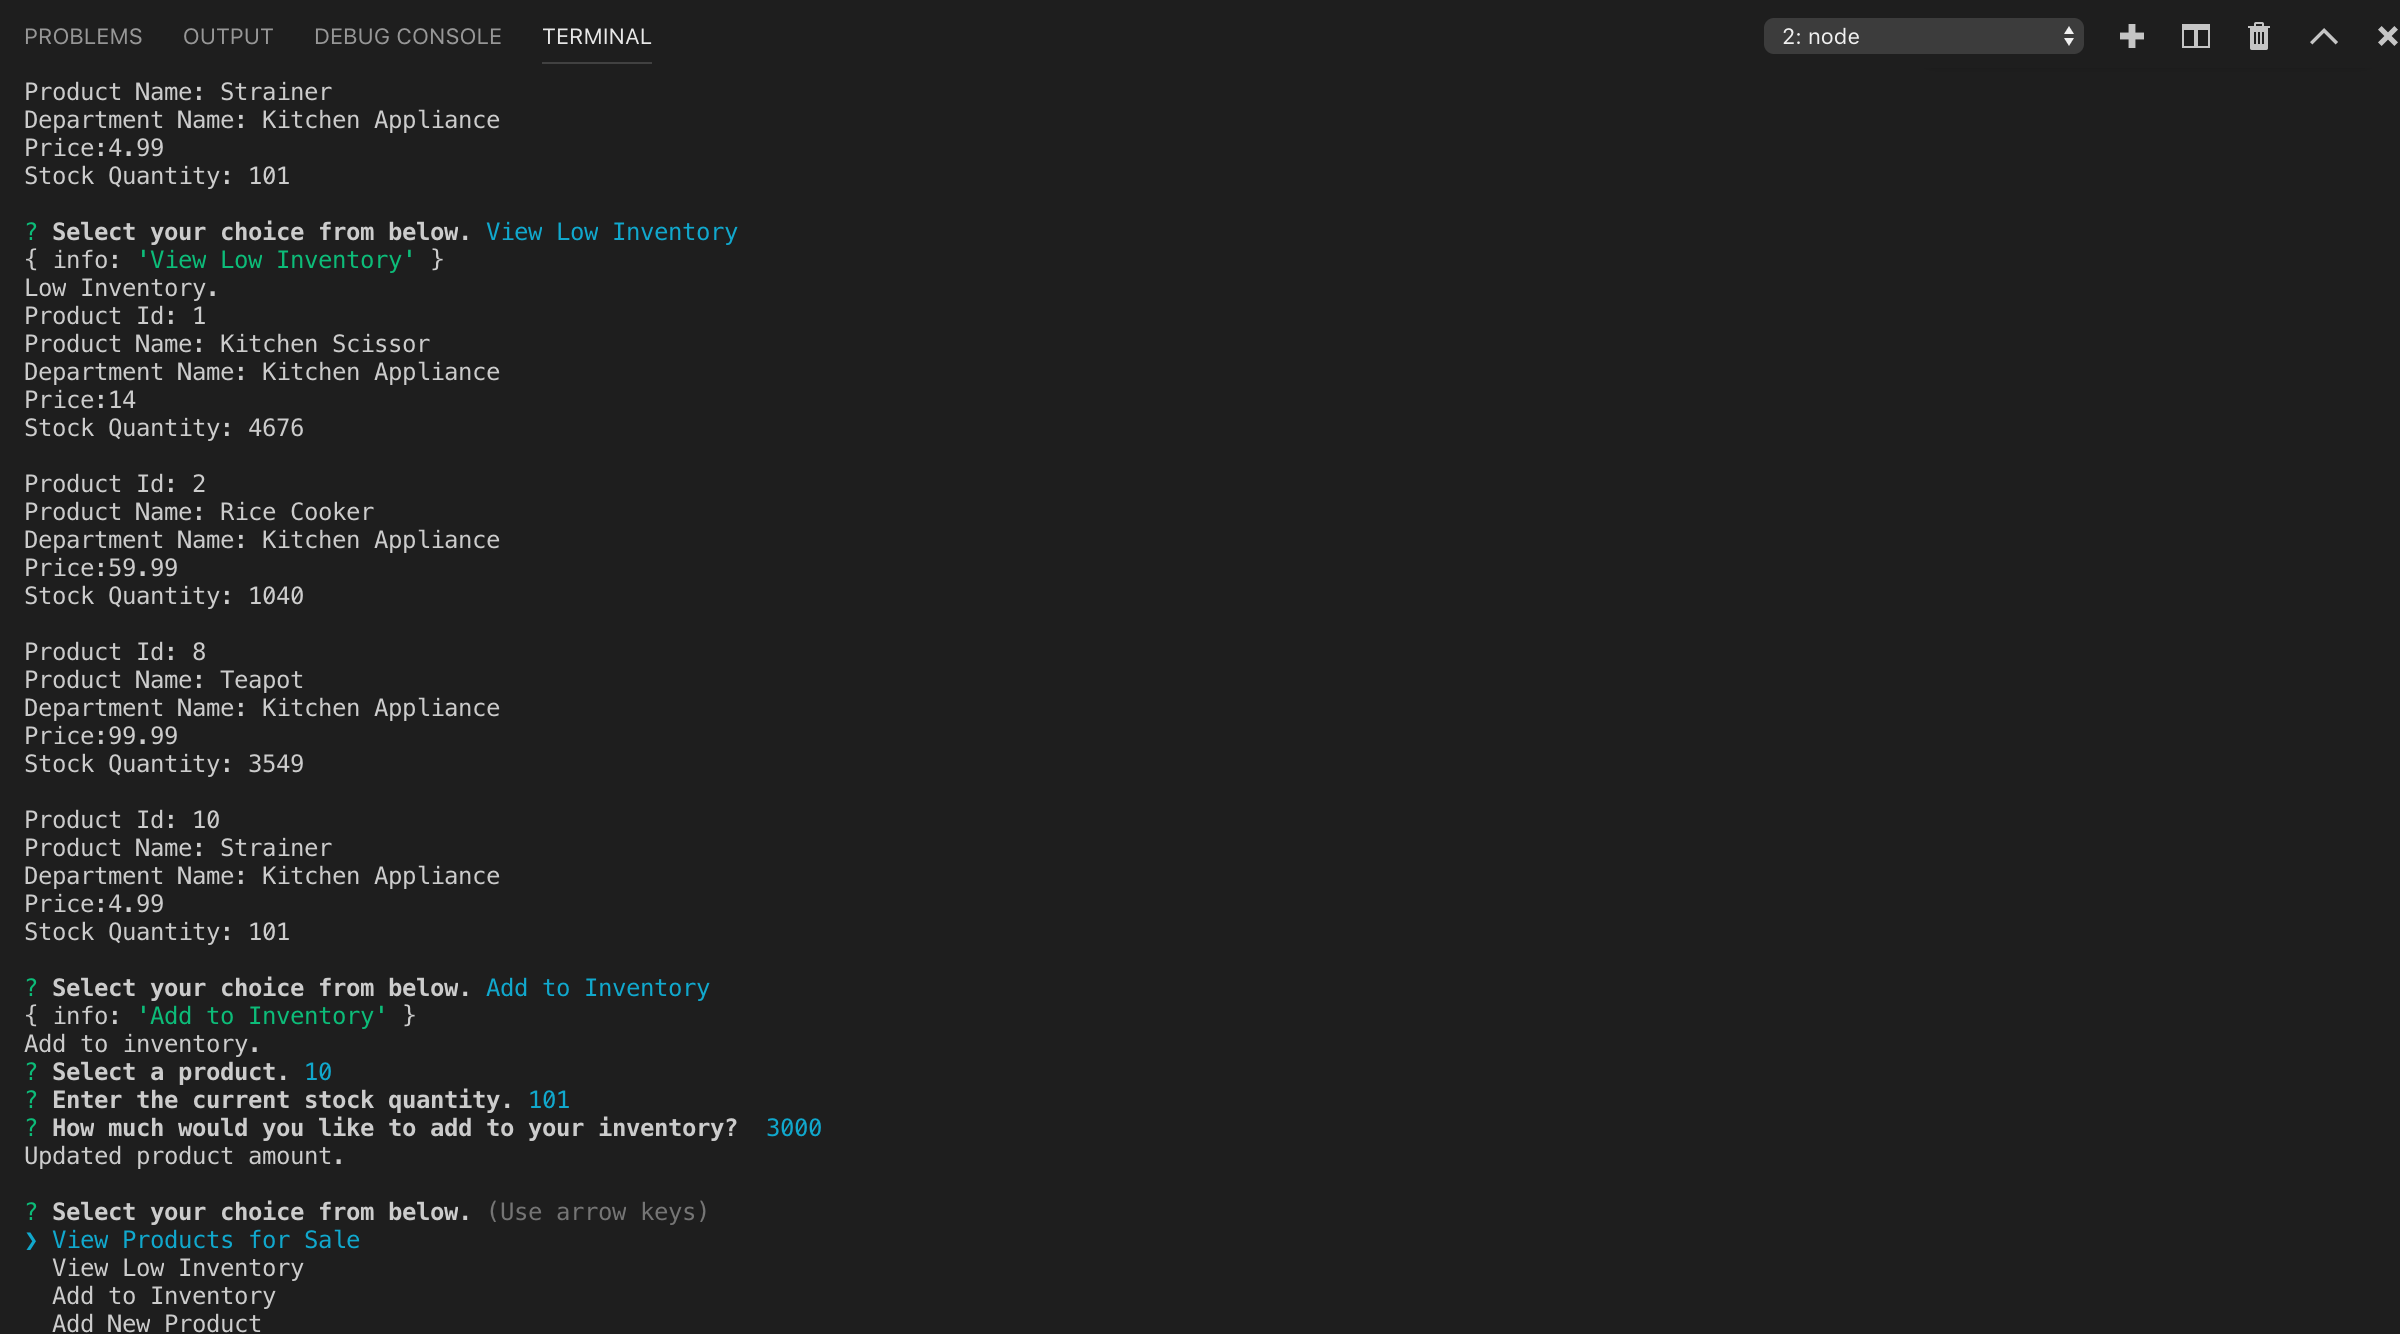 PROBLEMS OUTPUT DEBUG CONSOLE TERMINAL 2: node
Product Name: Strainer
Department Name: Kitchen Appliance
Price:4.99
Stock Quantity: 101
? Select your choice from below. View Low Inventory
{ info: 'View Low Inventory' }
Low Inventory.
Product Id: 1
Product Name: Kitchen Scissor
Department Name: Kitchen Appliance
Price:14
Stock Quantity: 4676
Product Id: 2
Product Name: Rice Cooker
Department Name: Kitchen Appliance
Price:59.99
Stock Quantity: 1040
Product Id: 8
Product Name: Teapot
Department Name: Kitchen Appliance
Price:99.99
Stock Quantity: 3549
Product Id: 10
Product Name: Strainer
Department Name: Kitchen Appliance
Price:4.99
Stock Quantity: 101
? Select your choice from below. Add to Inventory
{ info: 'Add to Inventory' }
Add to inventory.
? Select a product. 10
? Enter the current stock quantity. 101
? How much would you like to add to your inventory?  3000
Updated product amount.
? Select your choice from below. (Use arrow keys)
❯ View Products for Sale
View Low Inventory
Add to Inventory
Add New Product